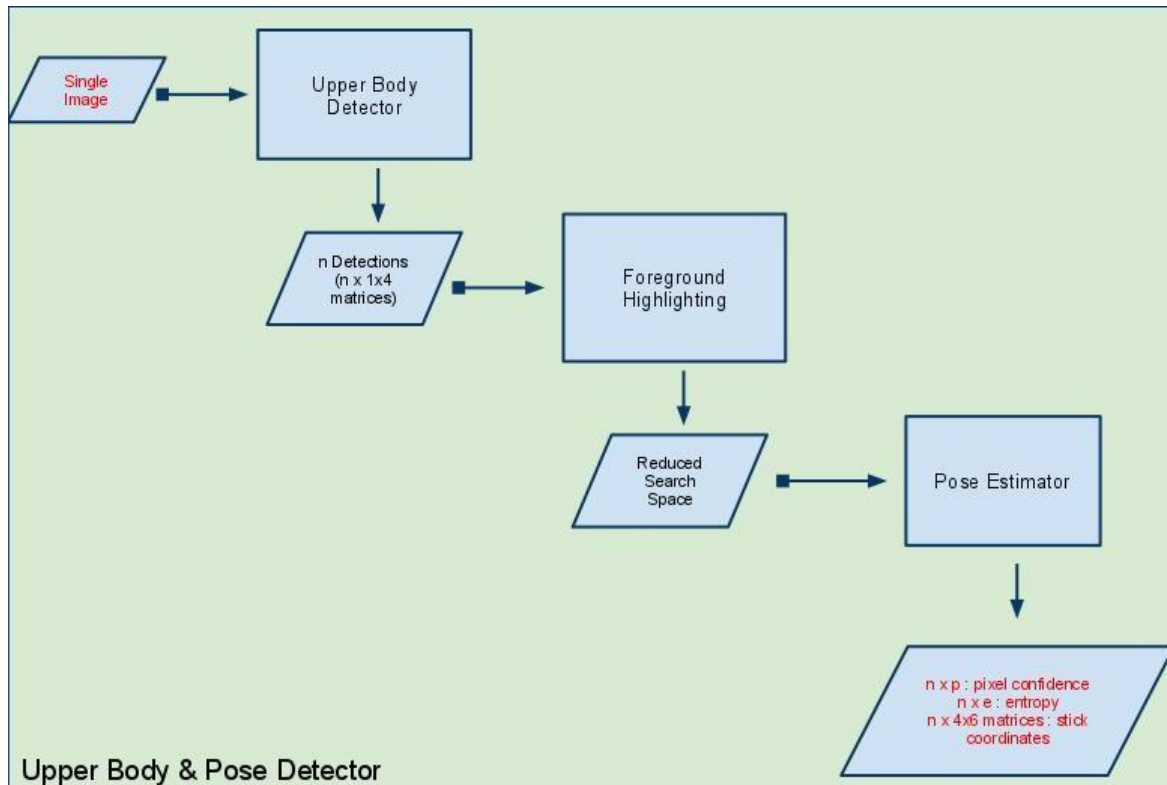 Single
Image
Upper Body
Detector
n Detections
(n x 1x4
matrices)
Foreground
Highlighting
Reduced
Search
Space
Pose Estimator
n x p : pixel confidence
n x e : entropy
n x 4x6 matrices : stick
coordinates
Upper Body & Pose Detector